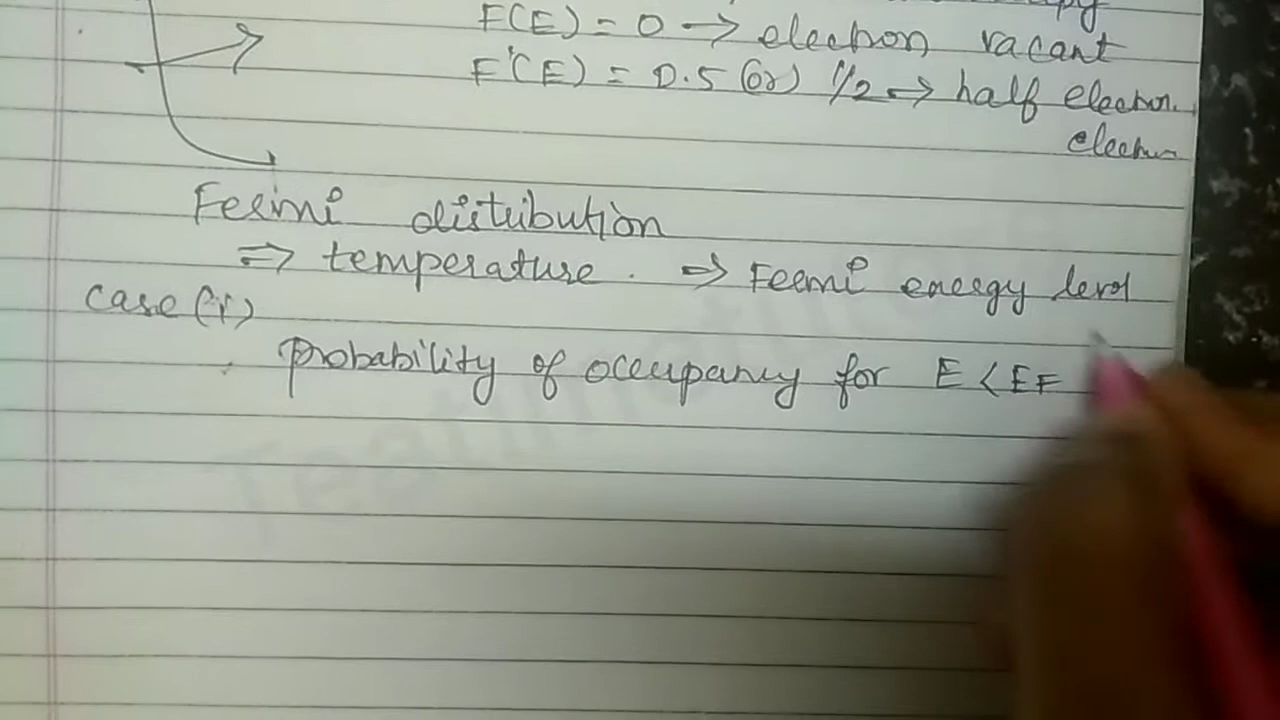 F(E) = 0 → electron vacant
F(E) = 0.5 (or) 1/2 → half electron.
electron
Fermi distribution
⇒ temperature. ⇒ Fermi energy level
case (i)
Probability of occupancy for E < EF